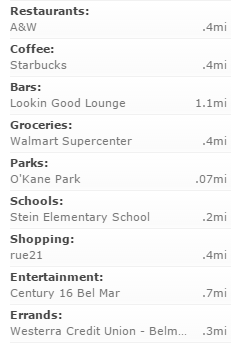 Restaurants:
A&W .4mi
Coffee:
Starbucks .4mi
Bars:
Lookin Good Lounge 1.1mi
Groceries:
Walmart Supercenter .4mi
Parks:
O'Kane Park .07mi
Schools:
Stein Elementary School .2mi
Shopping:
rue21 .4mi
Entertainment:
Century 16 Bel Mar .7mi
Errands:
Westerra Credit Union - Belm... .3mi